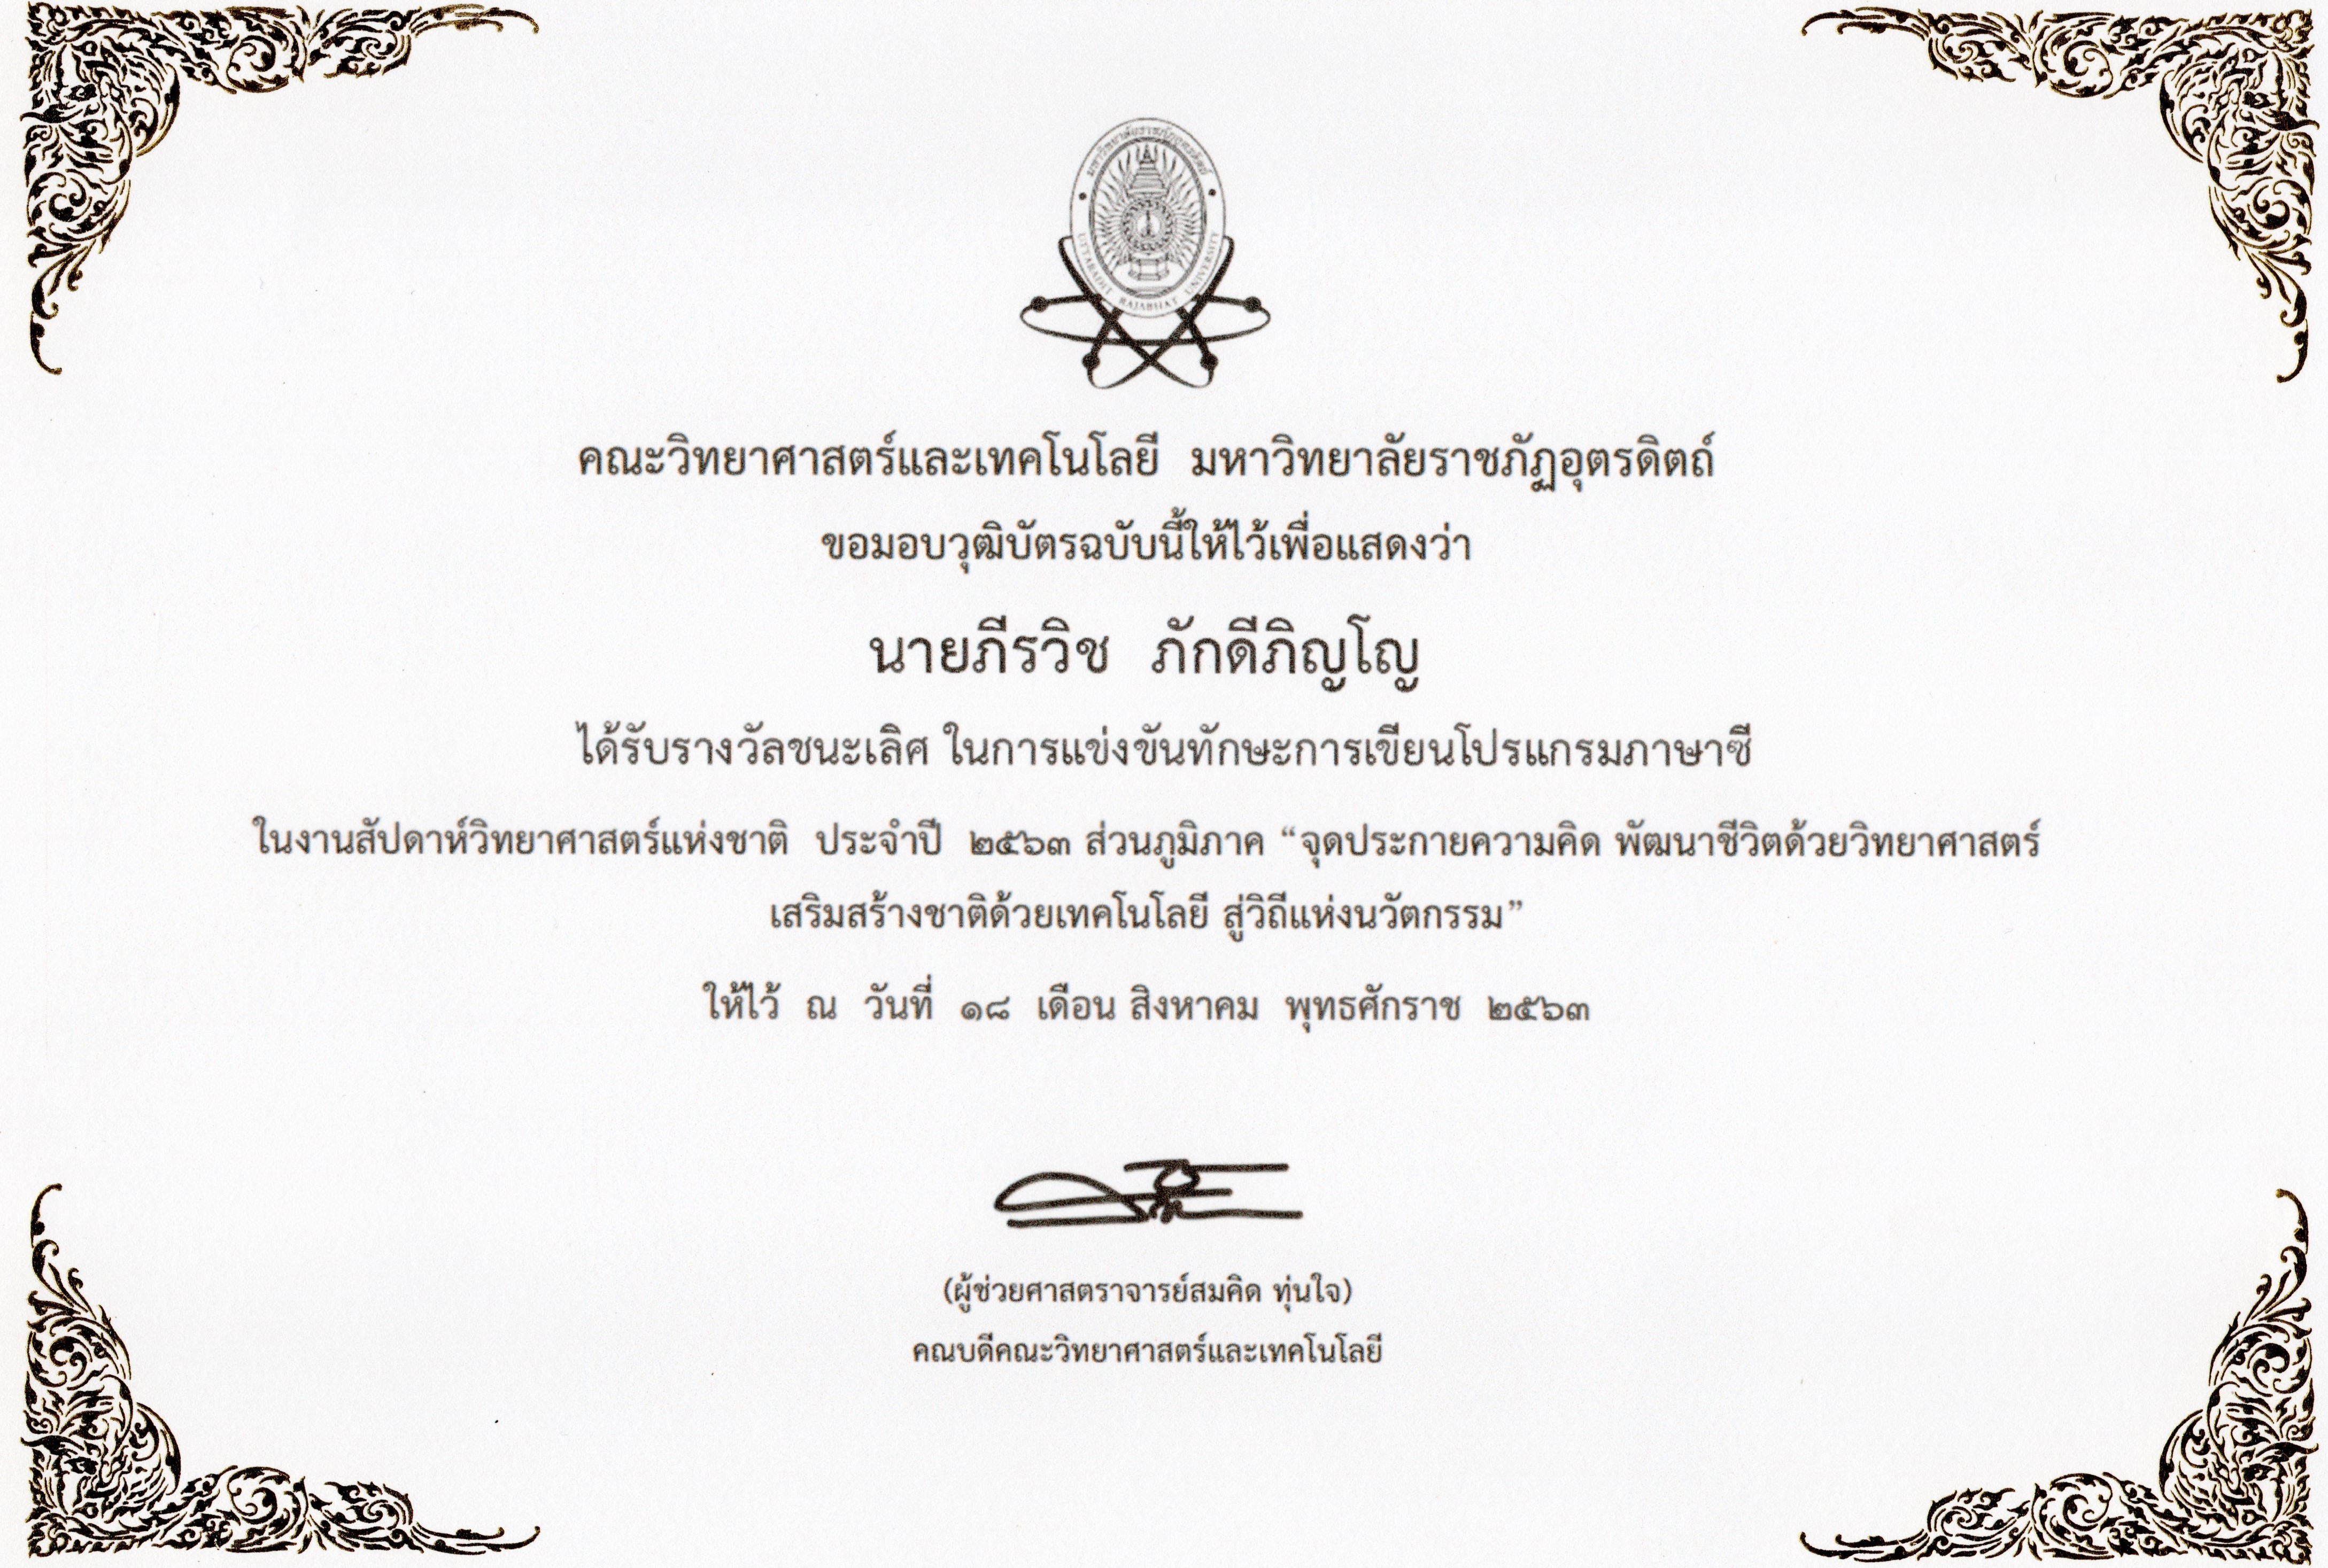 มหาวิทยาลัยราชภัฏอุตรดิตถ์
UTTARADIT RAJABHAT UNIVERSITY
คณะวิทยาศาสตร์และเทคโนโลยี มหาวิทยาลัยราชภัฏอุตรดิตถ์
ขอมอบวุฒิบัตรฉบับนี้ให้ไว้เพื่อแสดงว่า
นายภีรวิช ภักดีภิญโญ
ได้รับรางวัลชนะเลิศ ในการแข่งขันทักษะการเขียนโปรแกรมภาษาซี
ในงานสัปดาห์วิทยาศาสตร์แห่งชาติ ประจำปี ๒๕๖๓ ส่วนภูมิภาค “จุดประกายความคิด พัฒนาชีวิตด้วยวิทยาศาสตร์
เสริมสร้างชาติด้วยเทคโนโลยี สู่วิถีแห่งนวัตกรรม”
ให้ไว้ ณ วันที่ ๑๘ เดือน สิงหาคม พุทธศักราช ๒๕๖๓
(ผู้ช่วยศาสตราจารย์สมคิด ทุ่นใจ)
คณบดีคณะวิทยาศาสตร์และเทคโนโลยี